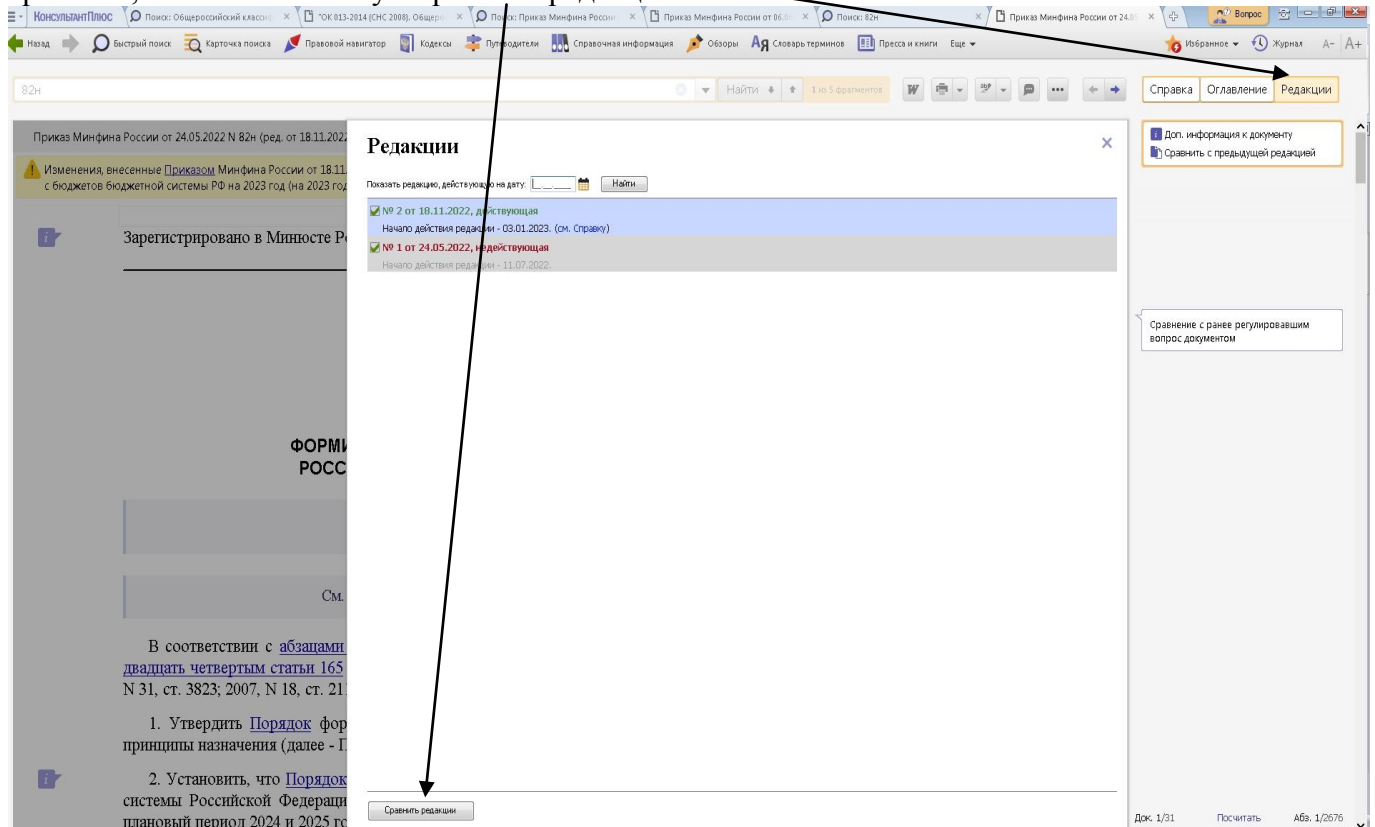 КонсультантПлюс
Поиск: Общероссийский классиф
"ОК 013-2014 (СНС 2008). Общеро
Поиск: Приказ Минфина России
Приказ Минфина России от 06.0
Поиск: 82н
Приказ Минфина России от 24.05
Вопрос
Назад
Быстрый поиск
Карточка поиска
Правовой навигатор
Кодексы
Путеводители
Справочная информация
Обзоры
Словарь терминов
Пресса и книги
Еще
Избранное
Журнал
А- А+
82н
Найти
1 из 5 фрагментов
Справка
Оглавление
Редакции
Приказ Минфина России от 24.05.2022 N 82н (ред. от 18.11.2022
Изменения, внесенные Приказом Минфина России от 18.11.
с бюджетов бюджетной системы РФ на 2023 год (на 2023 год
Зарегистрировано в Минюсте Ро
ФОРМИ
РОСС
См.
В соответствии с абзацами
двадцать четвертым статьи 165
N 31, ст. 3823; 2007, N 18, ст. 21
1. Утвердить Порядок фор
принципы назначения (далее - П
2. Установить, что Порядок
системы Российской Федераци
плановый период 2024 и 2025 го
Редакции
Показать редакцию, действующую на дату:
Найти
№ 2 от 18.11.2022, действующая
Начало действия редакции - 03.01.2023. (см. Справку)
№ 1 от 24.05.2022, недействующая
Начало действия редакции - 11.07.2022.
Сравнить редакции
Доп. информация к документу
Сравнить с предыдущей редакцией
Сравнение с ранее регулировавшим
вопрос документом
Док. 1/31
Посчитать
Абз. 1/2676